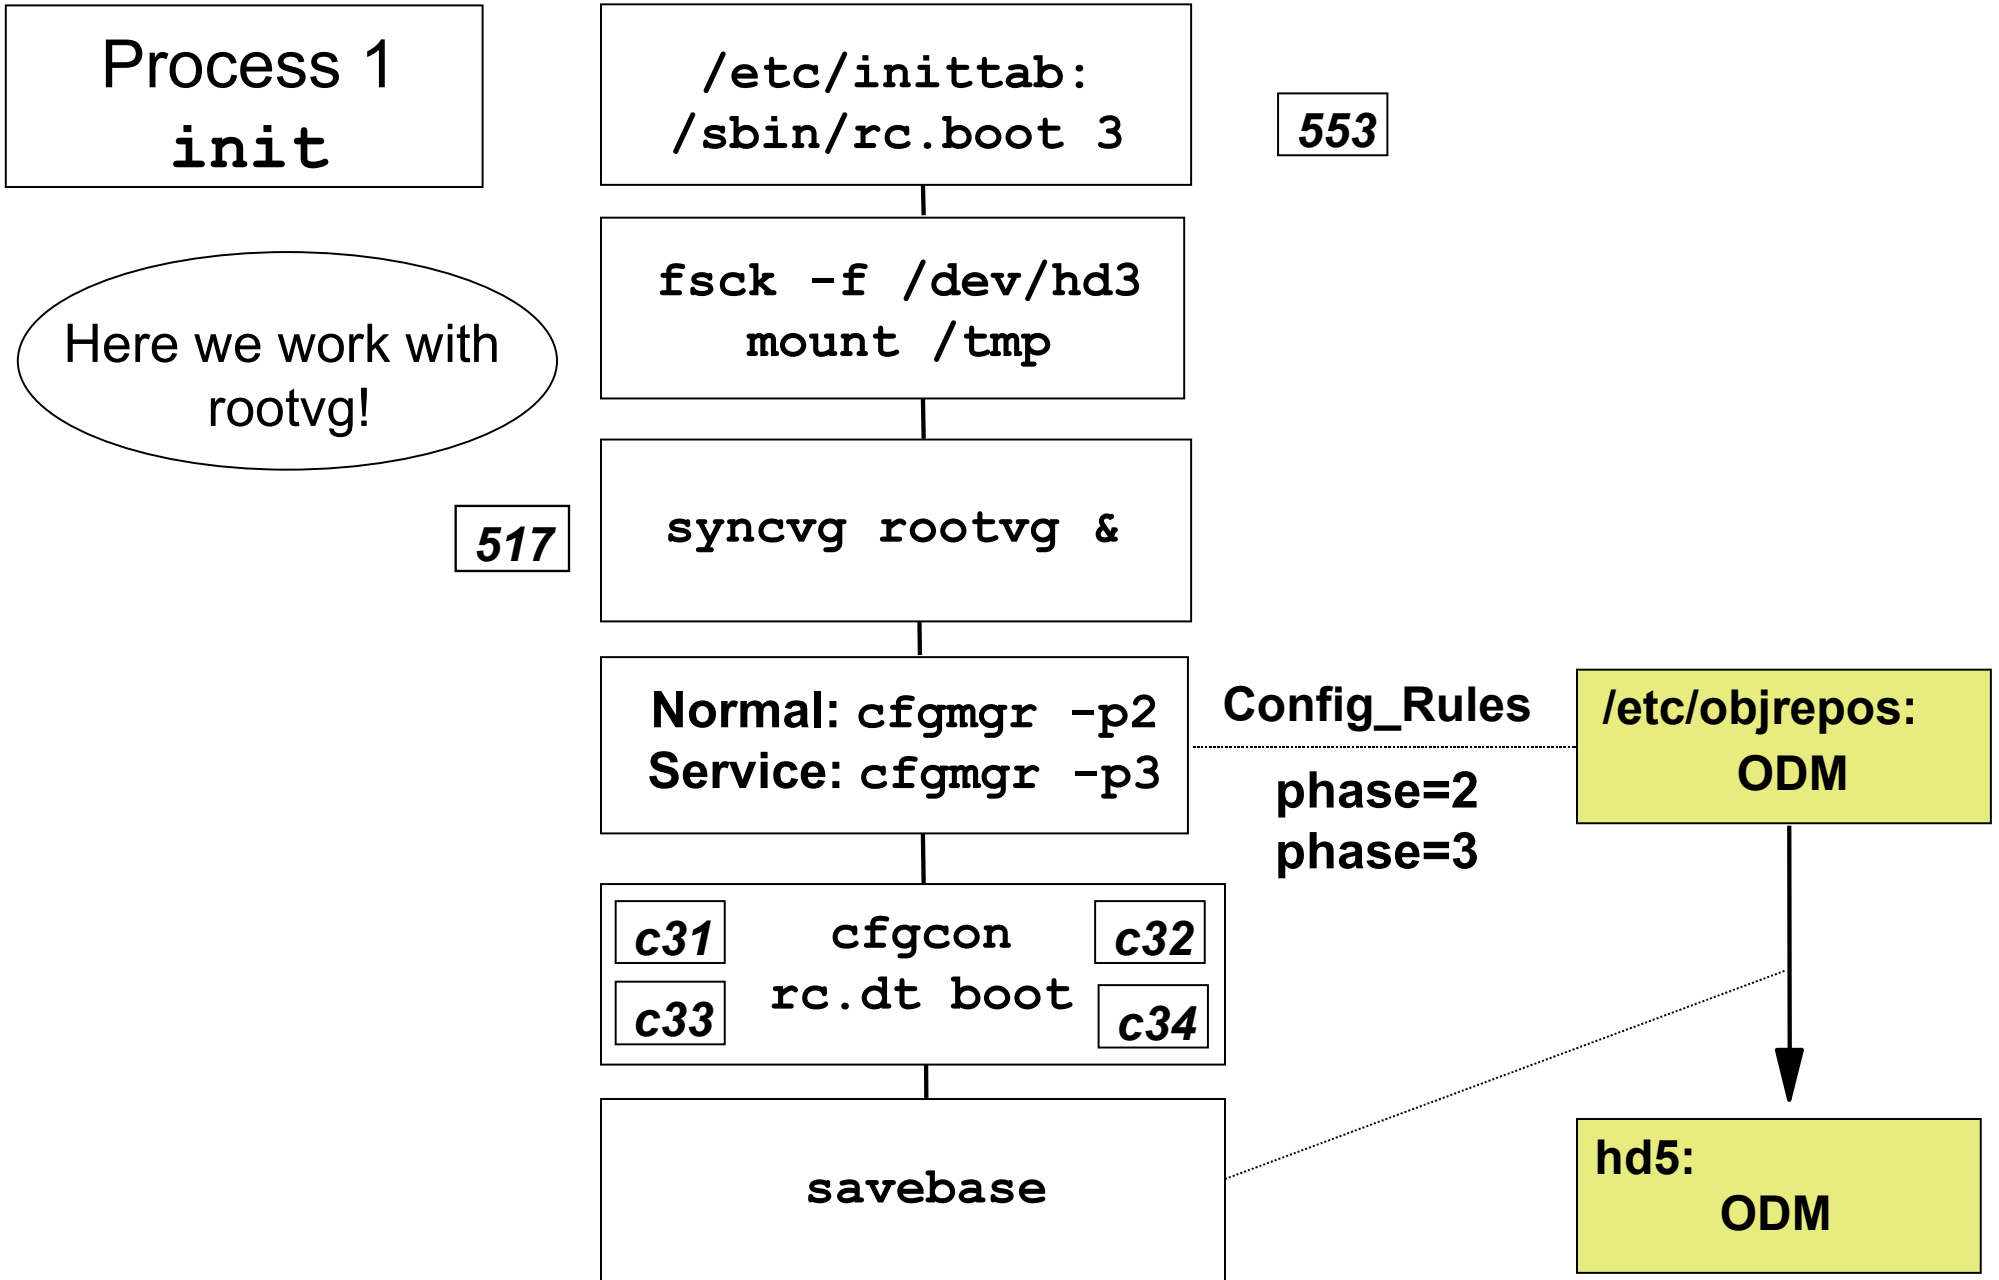 Process 1
init
/etc/inittab:
/sbin/rc.boot 3
553
fsck -f /dev/hd3
mount /tmp
Here we work with
rootvg!
517
syncvg rootvg &
Normal: cfgmgr -p2
Service: cfgmgr -p3
Config_Rules
phase=2
phase=3
/etc/objrepos:
ODM
c31
cfgcon
c32
c33
rc.dt boot
c34
savebase
hd5:
ODM